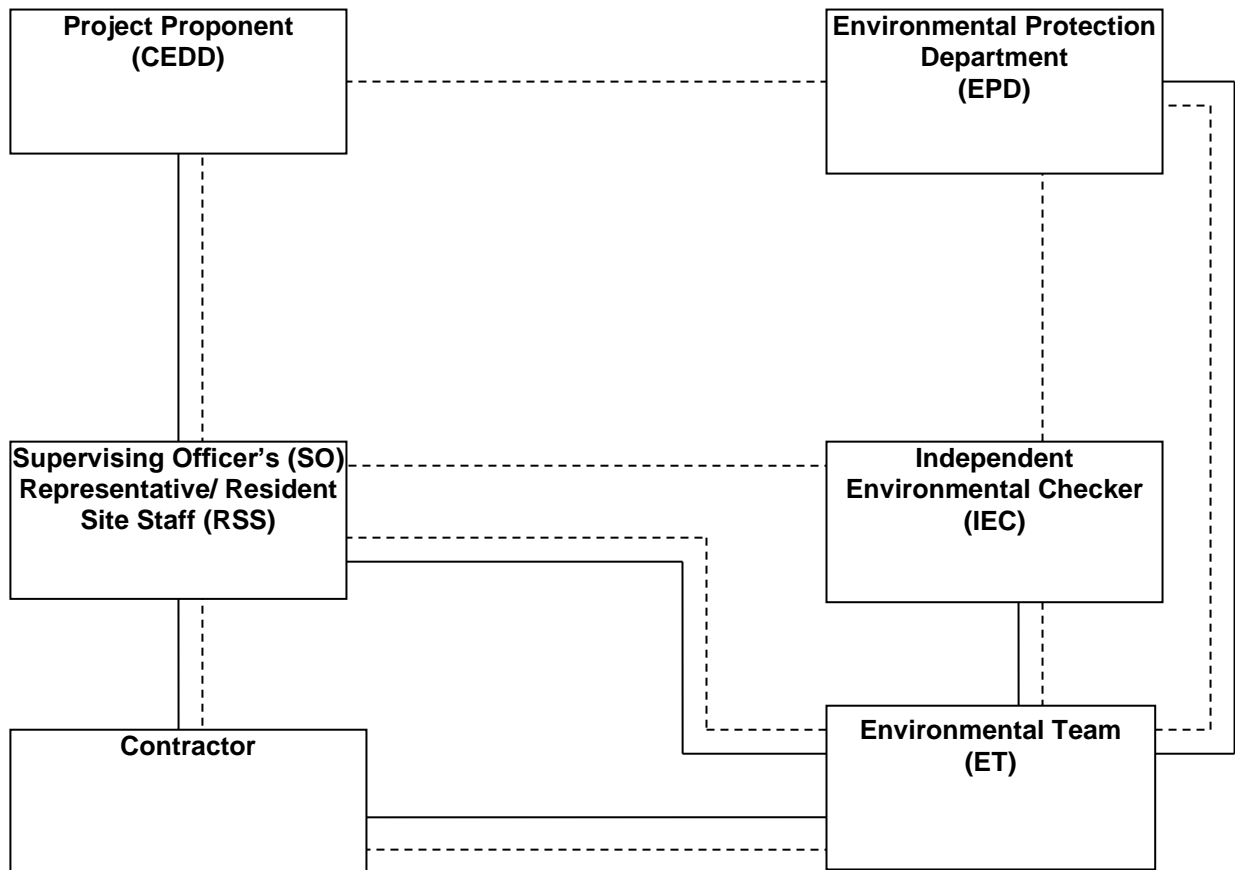 Project Proponent
(CEDD)
Environmental Protection
Department
(EPD)
Supervising Officer’s (SO)
Representative/ Resident
Site Staff (RSS)
Independent
Environmental Checker
(IEC)
Contractor
Environmental Team
(ET)